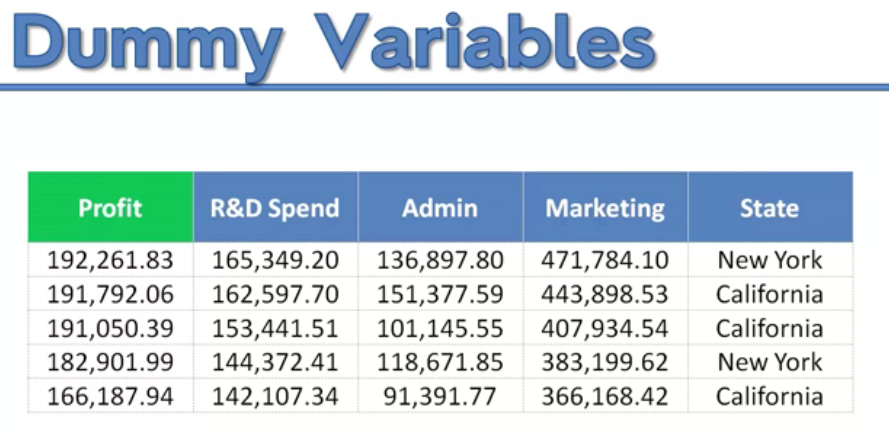 Dummy Variables
Profit R&D Spend Admin Marketing State
192,261.83 165,349.20 136,897.80 471,784.10 New York
191,792.06 162,597.70 151,377.59 443,898.53 California
191,050.39 153,441.51 101,145.55 407,934.54 California
182,901.99 144,372.41 118,671.85 383,199.62 New York
166,187.94 142,107.34 91,391.77 366,168.42 California